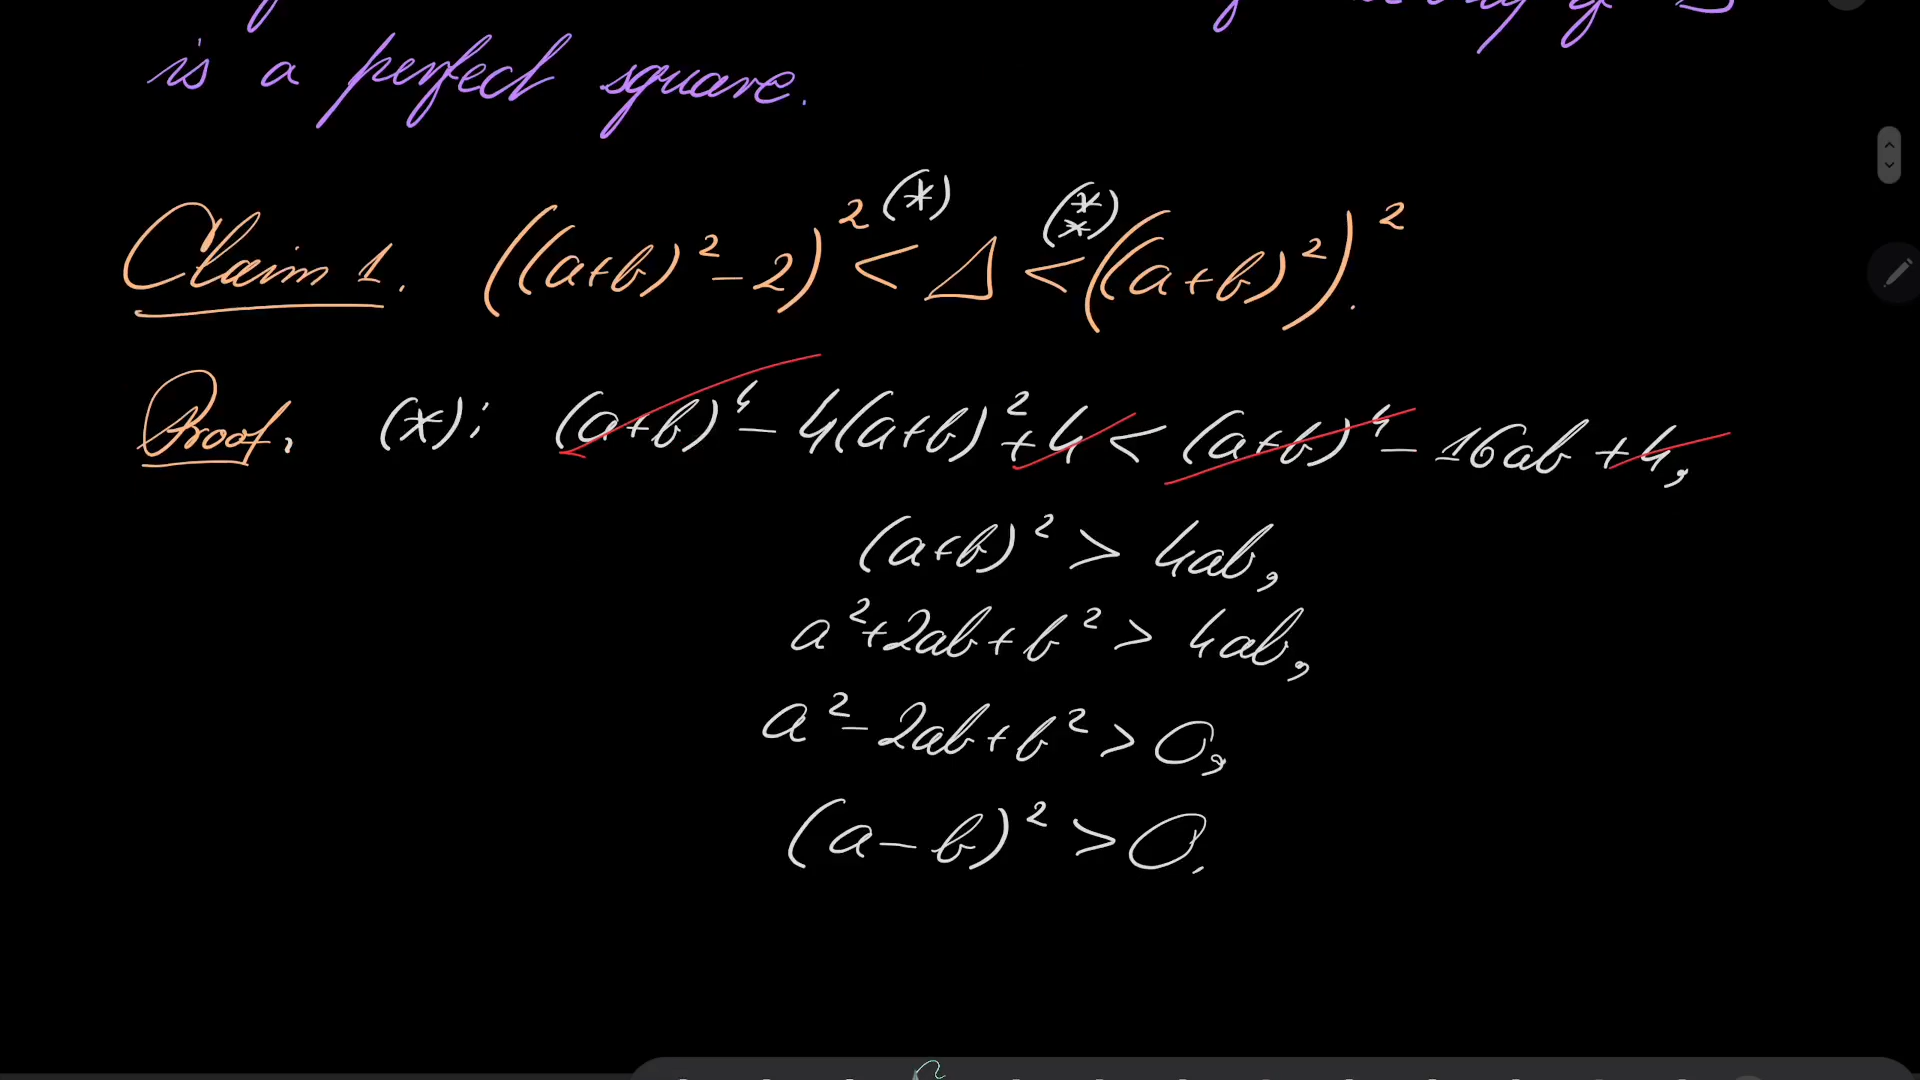 is a perfect square.
Claim 1. ((a+b)²-2)² < Δ < ((a+b)²)².
(*) (**)
Proof. (*): (a+b)⁴ - 4(a+b)² + 4 < (a+b)⁴ - 16ab + 4,
(a+b)² > 4ab,
a²+2ab+b² > 4ab,
a²-2ab+b² > 0,
(a-b)² > 0.